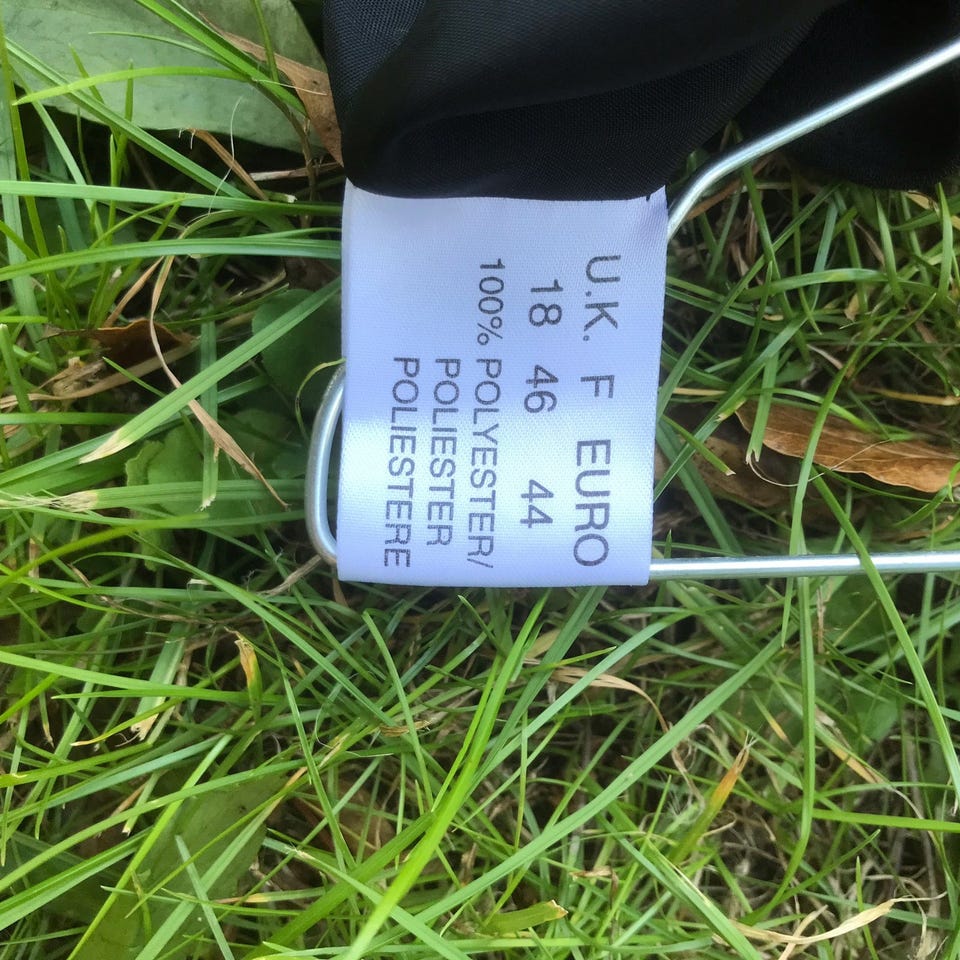 U.K. F EURO
18 46 44
100% POLYESTER/
POLIESTER
POLIESTERE